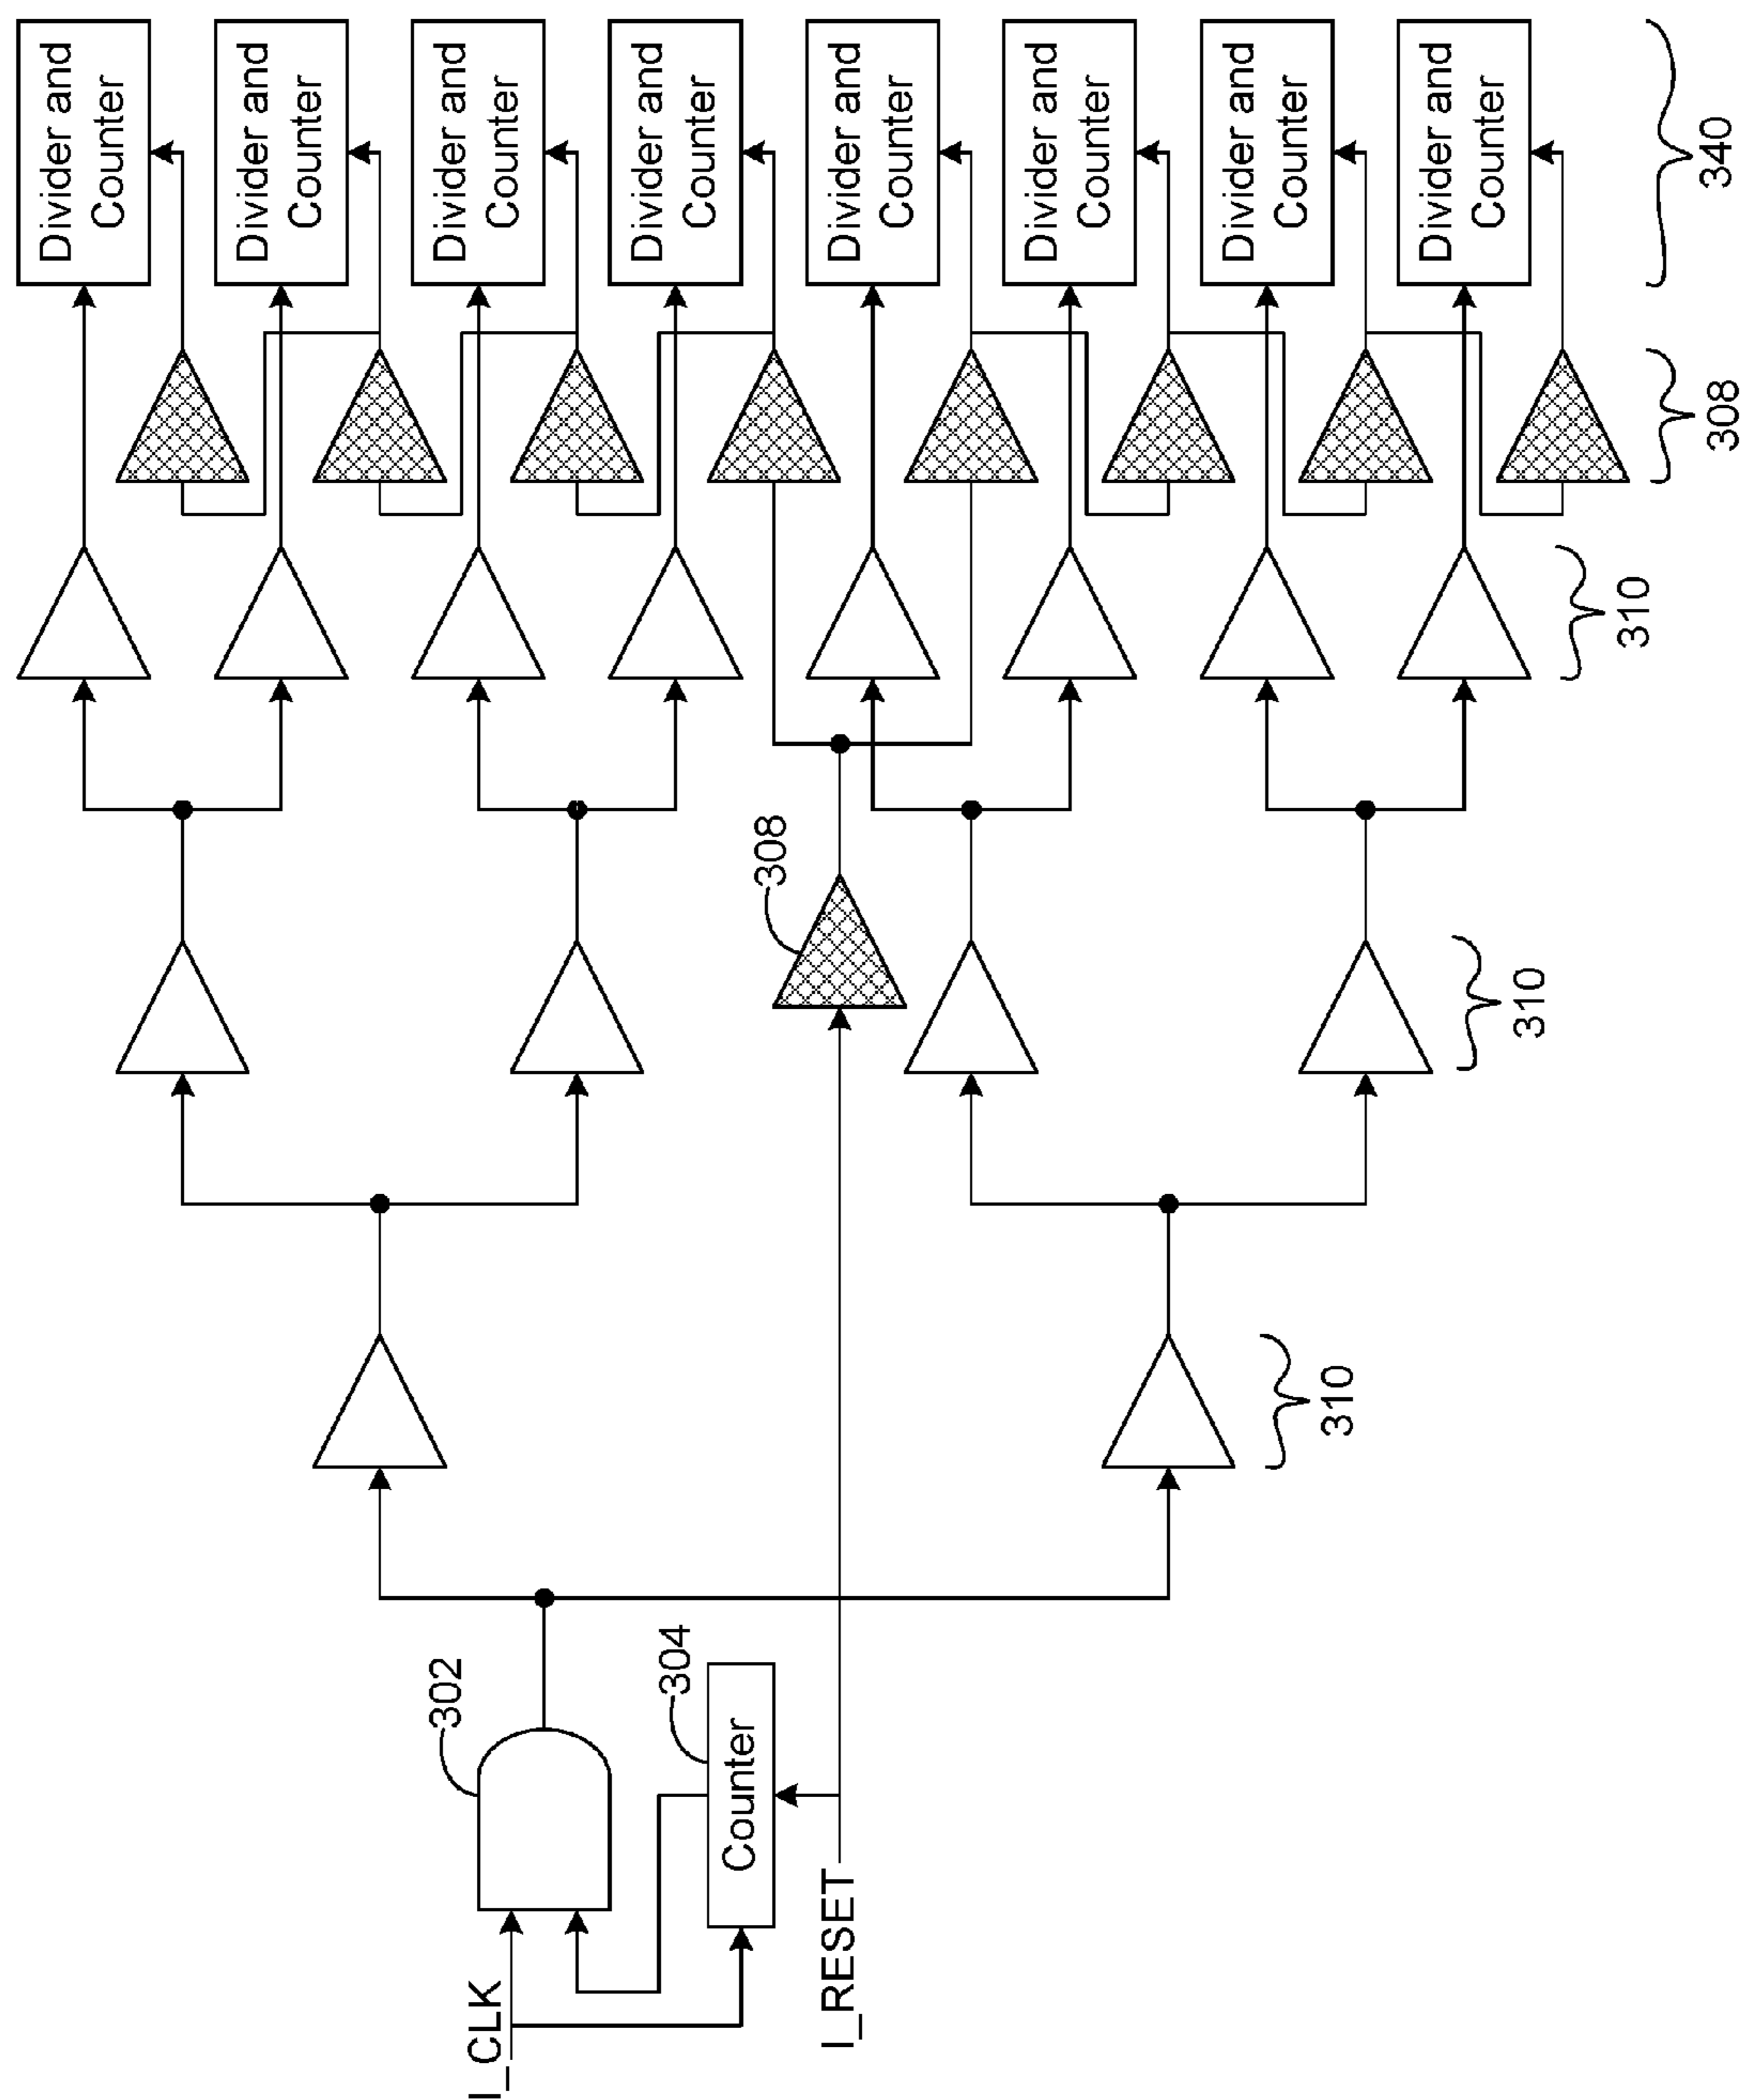 Divider and
Counter
Divider and
Counter
Divider and
Counter
Divider and
Counter
Divider and
Counter
Divider and
Counter
Divider and
Counter
Divider and
Counter
340
308
310
308
310
310
302
304
Counter
I_CLK
I_RESET